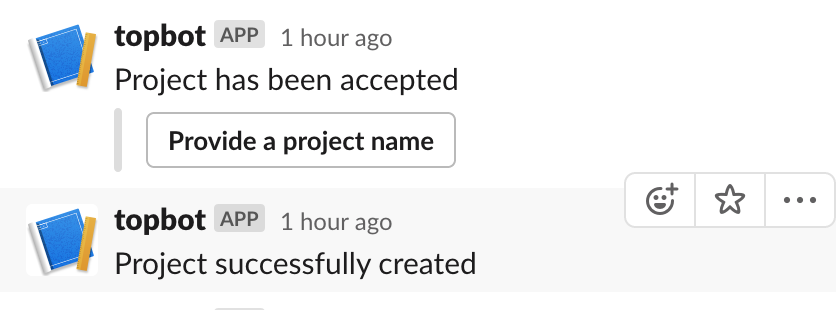 topbot APP 1 hour ago
Project has been accepted
Provide a project name
topbot APP 1 hour ago
Project successfully created